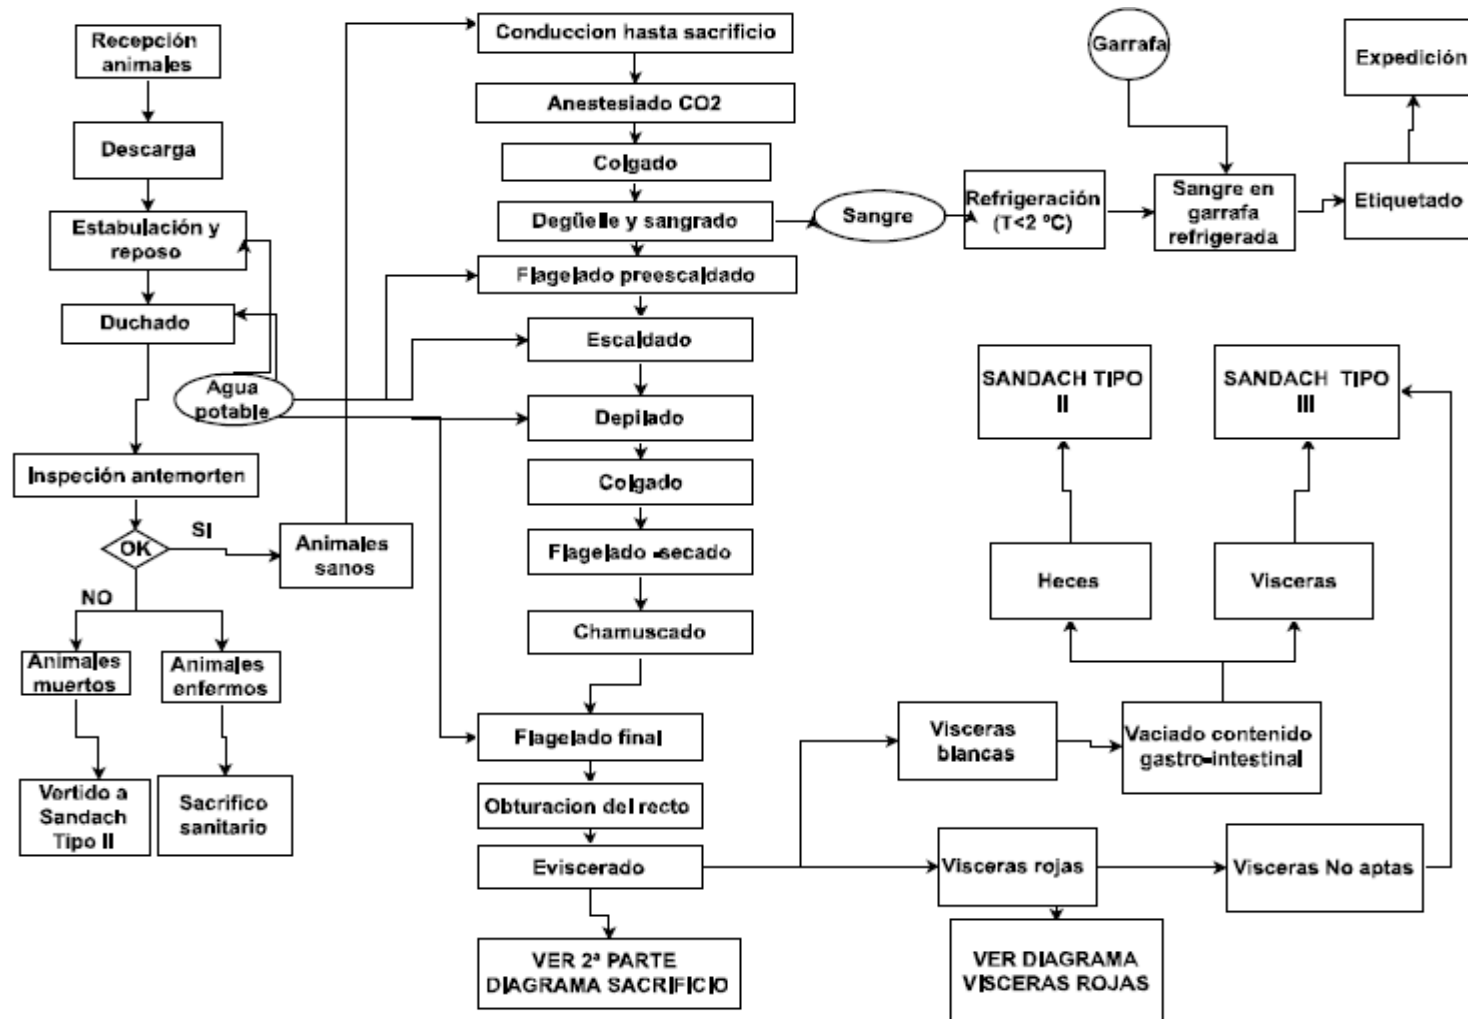 Recepción
animales
Descarga
Estabulación y
reposo
Duchado
Agua
potable
Inspeción antemorten
OK
SI
NO
Animales
sanos
Animales
muertos
Animales
enfermos
Vertido a
Sandach
Tipo II
Sacrifico
sanitario
Conduccion hasta sacrificio
Anestesiado CO2
Colgado
Degüelle y sangrado
Flagelado preescaldado
Escaldado
Depilado
Colgado
Flagelado -secado
Chamuscado
Flagelado final
Obturacion del recto
Eviscerado
VER 2ª PARTE
DIAGRAMA SACRIFICIO
Sangre
Refrigeración
(T<2 ºC)
Garrafa
Sangre en
garrafa
refrigerada
Etiquetado
Expedición
SANDACH TIPO
II
SANDACH TIPO
III
Heces
Visceras
Visceras
blancas
Vaciado contenido
gastro-intestinal
Visceras rojas
Visceras No aptas
VER DIAGRAMA
VISCERAS ROJAS